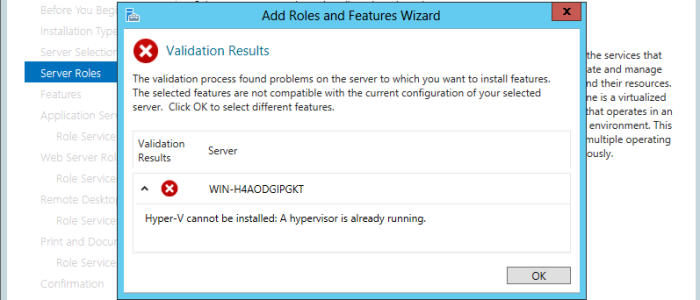 Before You Beg
Installation Type
Server Selection
Server Roles
Features
Application Serv
Role Service
Web Server Rol
Role Service
Remote Deskto
Role Service
Print and Docur
Role Service
Confirmation
Add Roles and Features Wizard
x
Validation Results
The validation process found problems on the server to which you want to install features.
The selected features are not compatible with the current configuration of your selected
server. Click OK to select different features.
Validation
Results
Server
WIN-H4AODGIPGKT
Hyper-V cannot be installed: A hypervisor is already running.
OK
the services that
ate and manage
nd their resources.
ne is a virtualized
that operates in an
environment. This
multiple operating
ously.